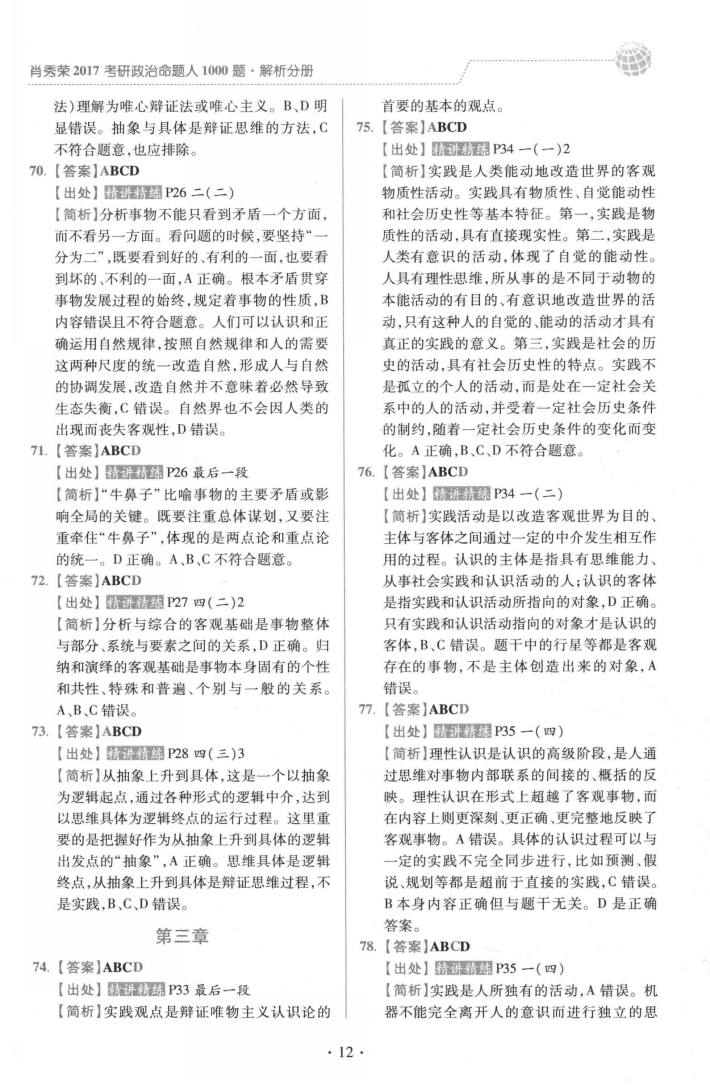 肖秀荣2017考研政治命题人1000题·解析分册
法)理解为唯心辩证法或唯心主义。B、D明
显错误。抽象与具体是辩证思维的方法,C
不符合题意,也应排除。
70.【答案】ABCD
【出处】精讲精练P26 二(二)
【简析】分析事物不能只看到矛盾一个方面,
而不看另一方面。看问题的时候,要坚持“一
分为二”,既要看到好的、有利的一面,也要看
到坏的、不利的一面,A正确。根本矛盾贯穿
事物发展过程的始终,规定着事物的性质,B
内容错误且不符合题意。人们可以认识和正
确运用自然规律,按照自然规律和人的需要
这两种尺度的统一改造自然,形成人与自然
的协调发展,改造自然并不意味着必然导致
生态失衡,C错误。自然界也不会因人类的
出现而丧失客观性,D错误。
71.【答案】ABCD
【出处】精讲精练P26 最后一段
【简析】“牛鼻子”比喻事物的主要矛盾或影
响全局的关键。既要注重总体谋划,又要注
重牵住“牛鼻子”,体现的是两点论和重点论
的统一。D正确。A、B、C不符合题意。
72.【答案】ABCD
【出处】精讲精练P27 四(二)2
【简析】分析与综合的客观基础是事物整体
与部分、系统与要素之间的关系,D正确。归
纳和演绎的客观基础是事物本身固有的个性
和共性、特殊和普遍、个别与一般的关系。
A、B、C错误。
73.【答案】ABCD
【出处】精讲精练P28 四(三)3
【简析】从抽象上升到具体,这是一个以抽象
为逻辑起点,通过各种形式的逻辑中介,达到
以思维具体为逻辑终点的运行过程。这里重
要的是把握好作为从抽象上升到具体的逻辑
出发点的“抽象”,A正确。思维具体是逻辑
终点,从抽象上升到具体是辩证思维过程,不
是实践,B、C、D错误。
第三章
74.【答案】ABCD
【出处】精讲精练P33 最后一段
【简析】实践观点是辩证唯物主义认识论的
首要的基本的观点。
75.【答案】ABCD
【出处】精讲精练P34 一(一)2
【简析】实践是人类能动地改造世界的客观
物质性活动。实践具有物质性、自觉能动性
和社会历史性等基本特征。第一,实践是物
质性的活动,具有直接现实性。第二,实践是
人类有意识的活动,体现了自觉的能动性。
人具有理性思维,所从事的是不同于动物的
本能活动的有目的、有意识地改造世界的活
动,只有这种人的自觉的、能动的活动才具有
真正的实践的意义。第三,实践是社会的历
史的活动,具有社会历史性的特点。实践不
是孤立的个人的活动,而是处在一定社会关
系中的人的活动,并受着一定社会历史条件
的制约,随着一定社会历史条件的变化而变
化。A正确,B、C、D不符合题意。
76.【答案】ABCD
【出处】精讲精练P34 一(二)
【简析】实践活动是以改造客观世界为目的、
主体与客体之间通过一定的中介发生相互作
用的过程。认识的主体是指具有思维能力、
从事社会实践和认识活动的人;认识的客体
是指实践和认识活动所指向的对象,D正确。
只有实践和认识活动指向的对象才是认识的
客体,B、C错误。题干中的行星等都是客观
存在的事物,不是主体创造出来的对象,A
错误。
77.【答案】ABCD
【出处】精讲精练P35 一(四)
【简析】理性认识是认识的高级阶段,是人通
过思维对事物内部联系的间接的、概括的反
映。理性认识在形式上超越了客观事物,而
在内容上则更深刻、更正确、更完整地反映了
客观事物。A错误。具体的认识过程可以与
一定的实践不完全同步进行,比如预测、假
说、规划等都是超前于直接的实践,C错误。
B本身内容正确但与题干无关。D是正确
答案。
78.【答案】ABCD
【出处】精讲精练P35 一(四)
【简析】实践是人所独有的活动,A错误。机
器不能完全离开人的意识而进行独立的思
·12·